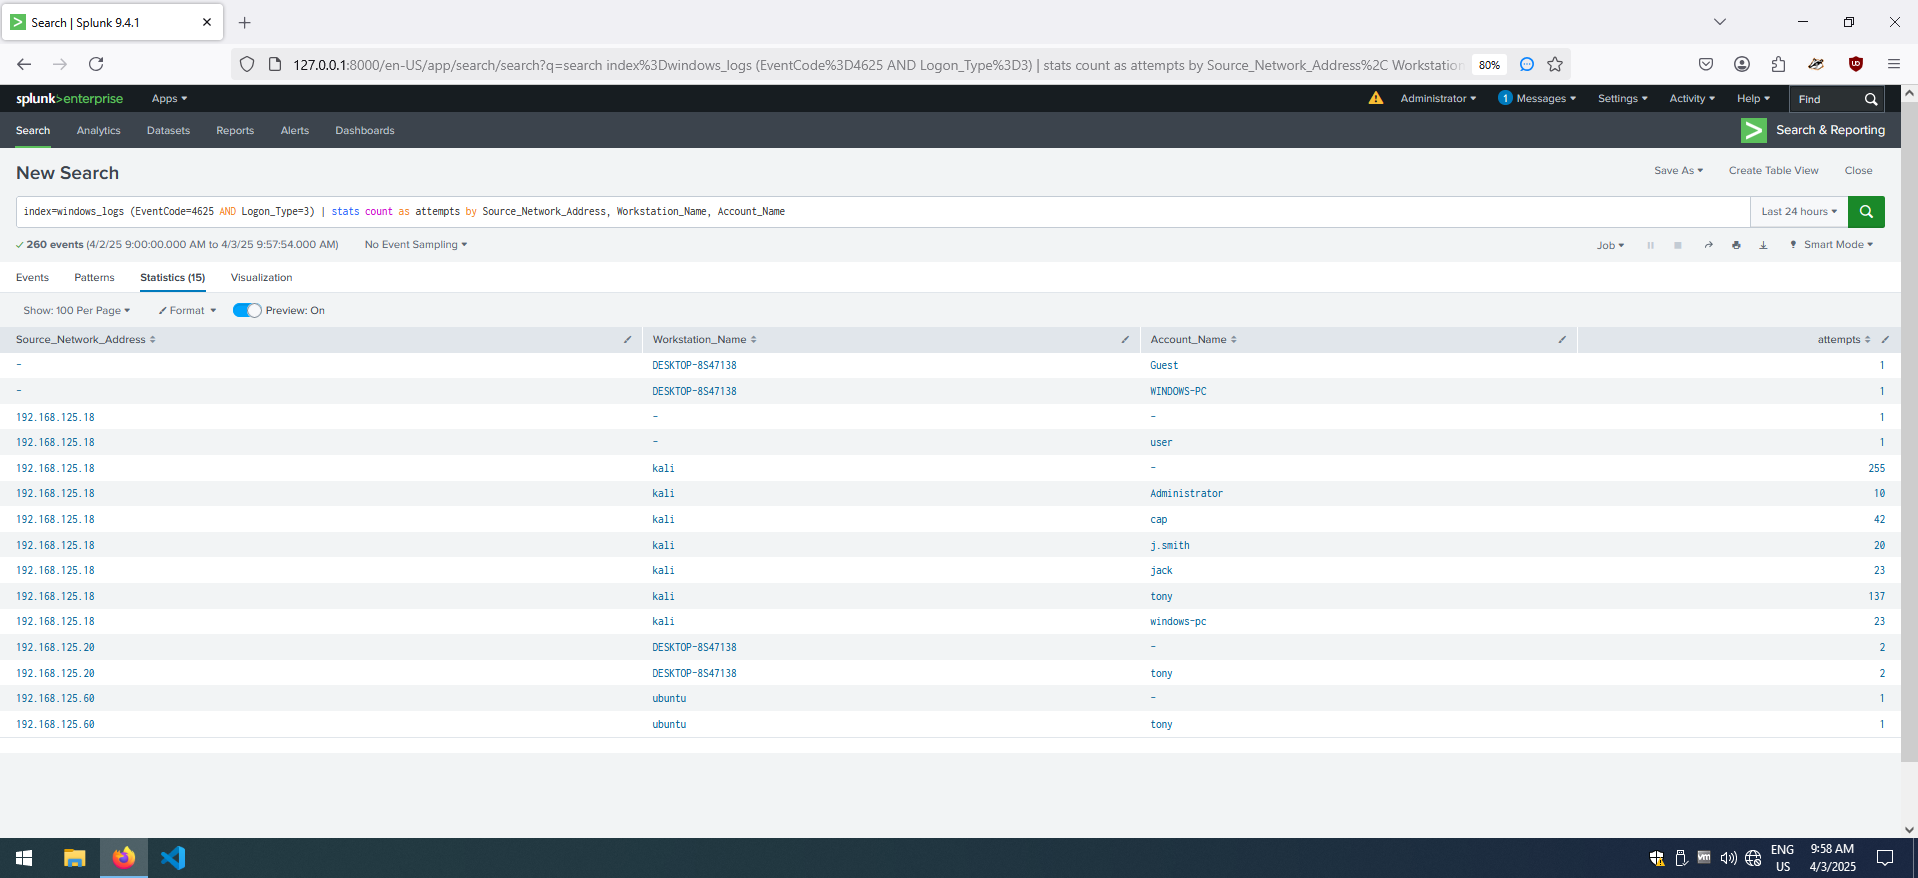 Search | Splunk 9.4.1
127.0.0.1:8000/en-US/app/search/search?q=search index%3Dwindows_logs (EventCode%3D4625 AND Logon_Type%3D3) | stats count as attempts by Source_Network_Address%2C Workstation 80%
splunk>enterprise Apps Administrator 1 Messages Settings Activity Help Find
Search Analytics Datasets Reports Alerts Dashboards Search & Reporting
New Search Save As Create Table View Close
index=windows_logs (EventCode=4625 AND Logon_Type=3) | stats count as attempts by Source_Network_Address, Workstation_Name, Account_Name Last 24 hours
260 events (4/2/25 9:00:00.000 AM to 4/3/25 9:57:54.000 AM) No Event Sampling Job Smart Mode
Events Patterns Statistics (15) Visualization
Show: 100 Per Page Format Preview: On
Source_Network_Address Workstation_Name Account_Name attempts
- DESKTOP-8S47138 Guest 1
- DESKTOP-8S47138 WINDOWS-PC 1
192.168.125.18 - - 1
192.168.125.18 - user 1
192.168.125.18 kali - 255
192.168.125.18 kali Administrator 10
192.168.125.18 kali cap 42
192.168.125.18 kali j.smith 20
192.168.125.18 kali jack 23
192.168.125.18 kali tony 137
192.168.125.18 kali windows-pc 23
192.168.125.20 DESKTOP-8S47138 - 2
192.168.125.20 DESKTOP-8S47138 tony 2
192.168.125.60 ubuntu - 1
192.168.125.60 ubuntu tony 1
vm ENG 9:58 AM
US 4/3/2025